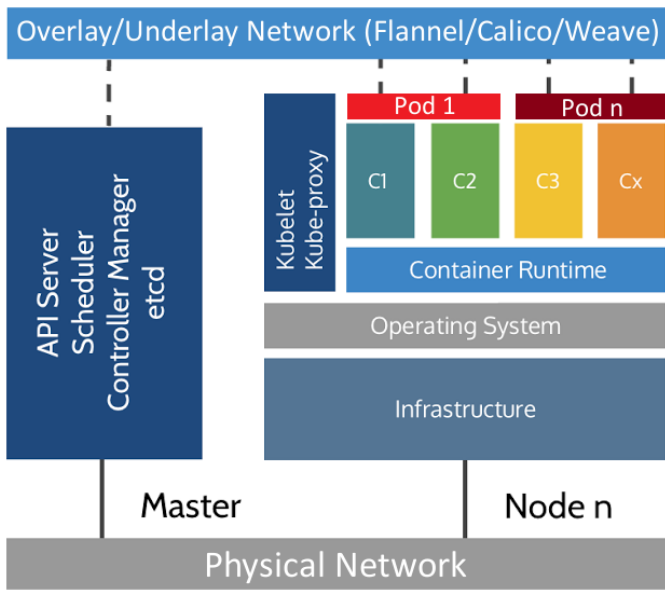 Overlay/Underlay Network (Flannel/Calico/Weave)
API Server
Scheduler
Controller Manager
etcd
Kubelet
Kube-proxy
Pod 1
Pod n
C1
C2
C3
Cx
Container Runtime
Operating System
Infrastructure
Master
Node n
Physical Network